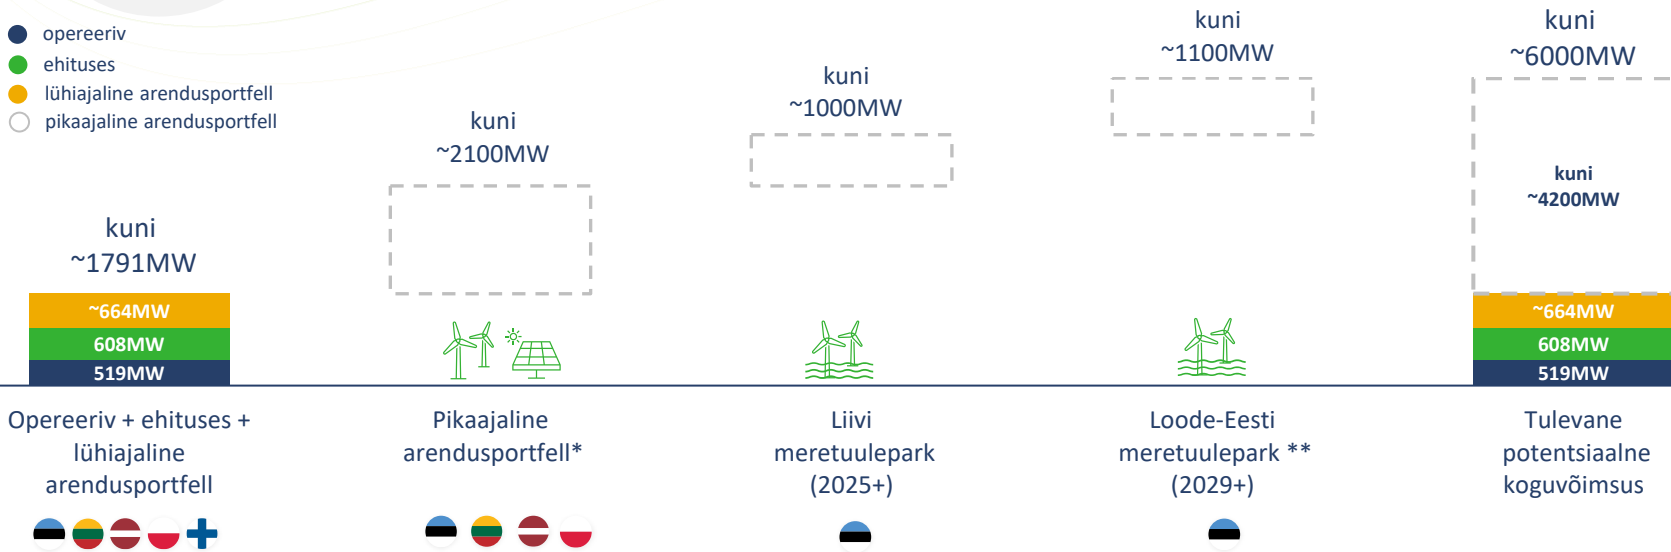 opereeriv
ehituses
lühiajaline arendusportfell
pikaajaline arendusportfell
kuni
~1791MW
~664MW
608MW
519MW
Opereeriv + ehituses +
lühiajaline
arendusportfell
kuni
~2100MW
Pikaajaline
arendusportfell*
kuni
~1000MW
Liivi
meretuulepark
(2025+)
kuni
~1100MW
Loode-Eesti
meretuulepark **
(2029+)
kuni
~6000MW
kuni
~4200MW
~664MW
608MW
519MW
Tulevane
potentsiaalne
koguvõimsus